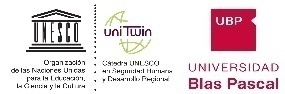 UNESCO
Organización
de las Naciones Unidas
para la Educación,
la Ciencia y la Cultura
uniTwin
Cátedra UNESCO
en Seguridad Humana
y Desarrollo Regional
UBP
UNIVERSIDAD
Blas Pascal